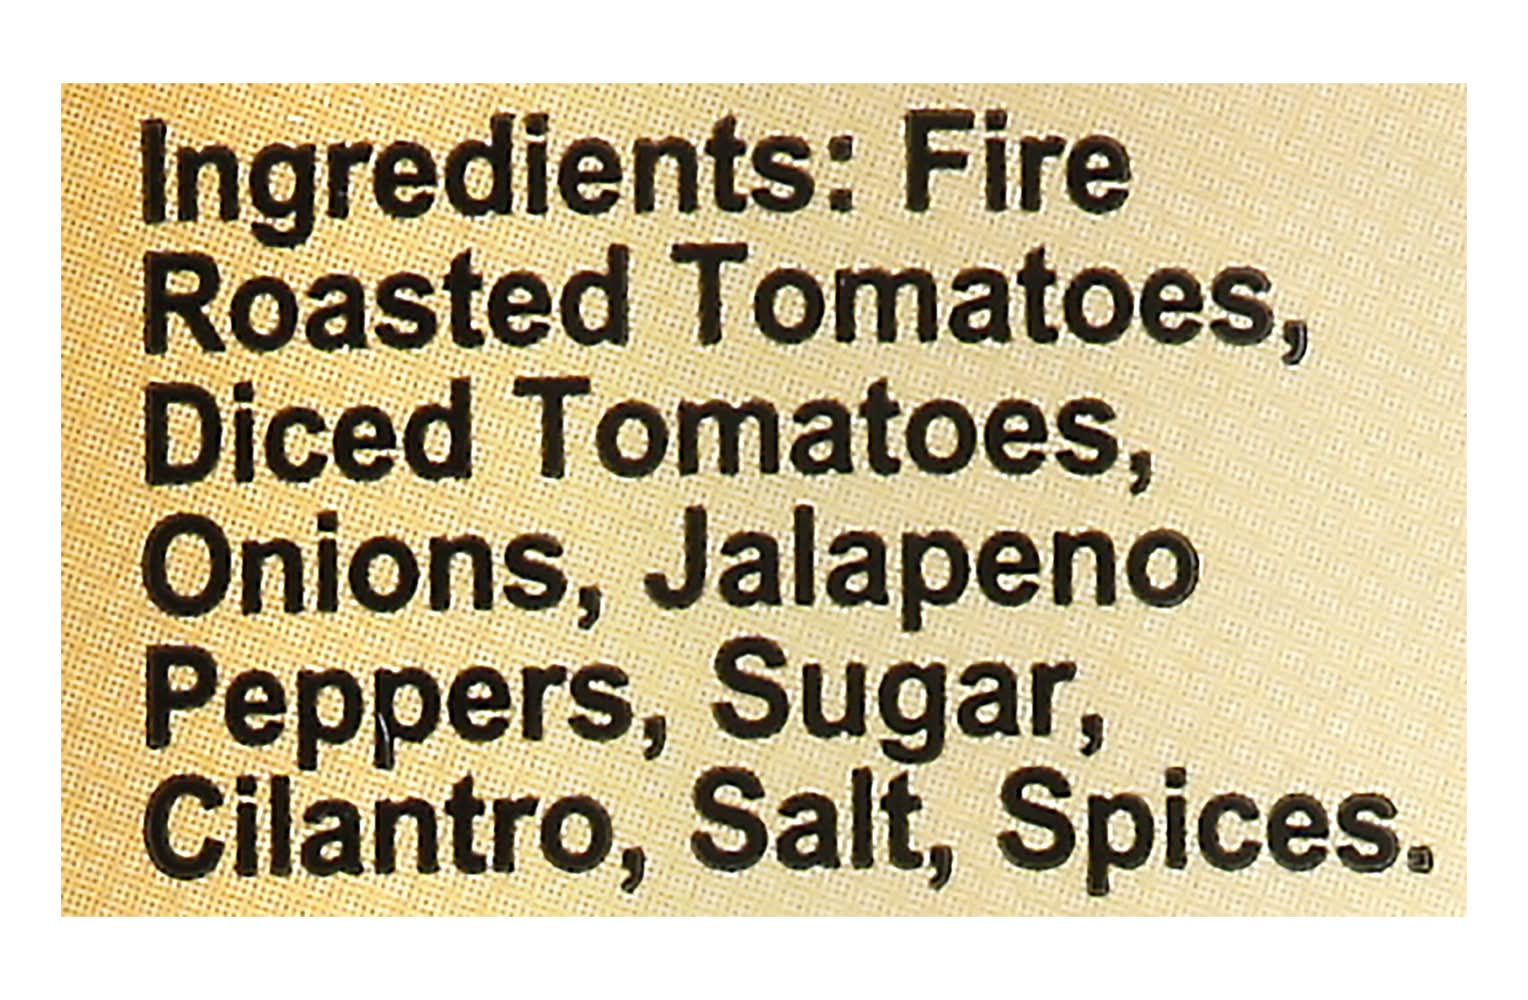 Ingredients: Fire
Roasted Tomatoes,
Diced Tomatoes,
Onions, Jalapeno
Peppers, Sugar,
Cilantro, Salt, Spices.